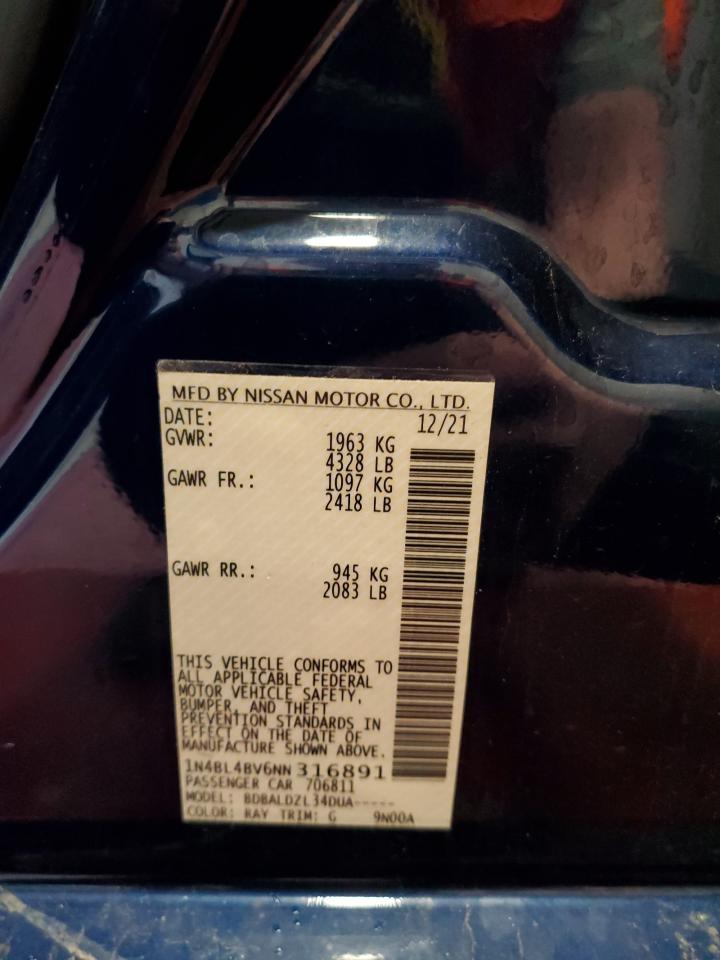 MFD BY NISSAN MOTOR CO., LTD.
DATE: 12/21
GVWR: 1963 KG
4328 LB
GAWR FR.: 1097 KG
2418 LB
GAWR RR.: 945 KG
2083 LB
THIS VEHICLE CONFORMS TO
ALL APPLICABLE FEDERAL
MOTOR VEHICLE SAFETY,
BUMPER, AND THEFT
PREVENTION STANDARDS IN
EFFECT ON THE DATE OF
MANUFACTURE SHOWN ABOVE.
1N4BL4BV6NN316891
PASSENGER CAR 706811
MODEL: BDBALDZL34DUA-----
COLOR: RAY TRIM: G 9N00A